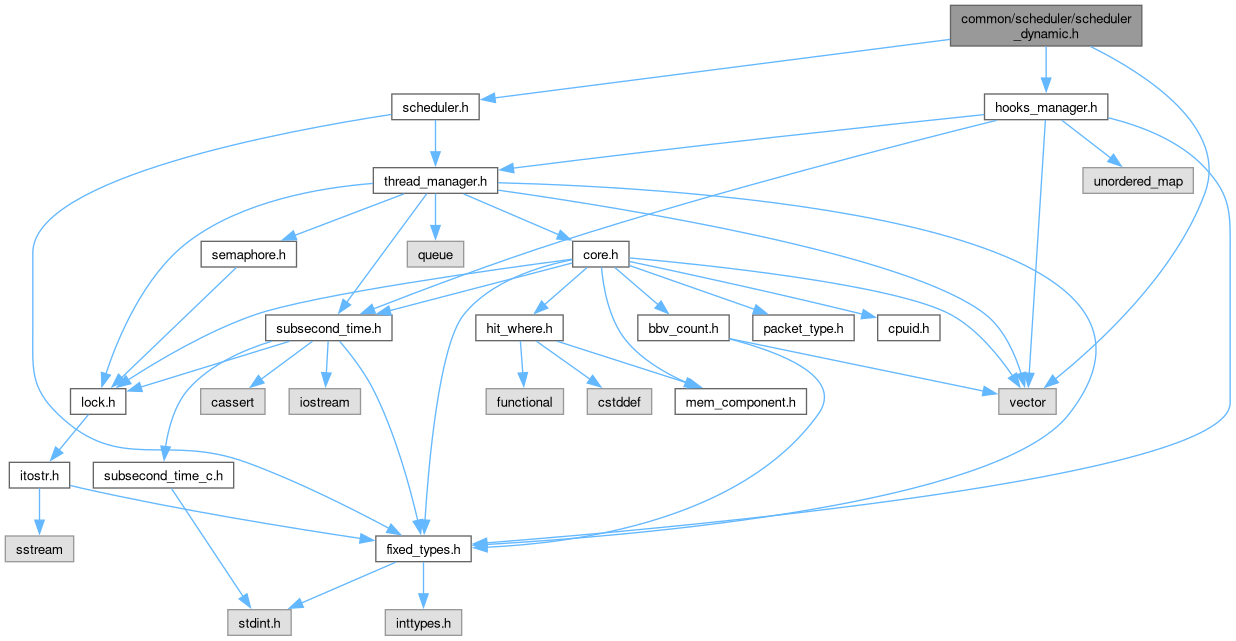 common/scheduler/scheduler
_dynamic.h
scheduler.h
hooks_manager.h
thread_manager.h
unordered_map
semaphore.h
queue
core.h
subsecond_time.h
hit_where.h
bbv_count.h
packet_type.h
cpuid.h
lock.h
cassert
iostream
functional
cstddef
mem_component.h
vector
itostr.h
subsecond_time_c.h
sstream
fixed_types.h
stdint.h
inttypes.h